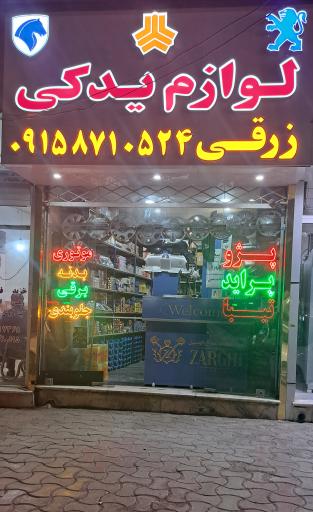 لوازم یدکی
زرقی ۰۹۱۵۸۷۱۰۵۲۴
پژو
پراید
تیبا
موتوری
بدنه
برقی
جلوبندی
Welcome
ZARGHI